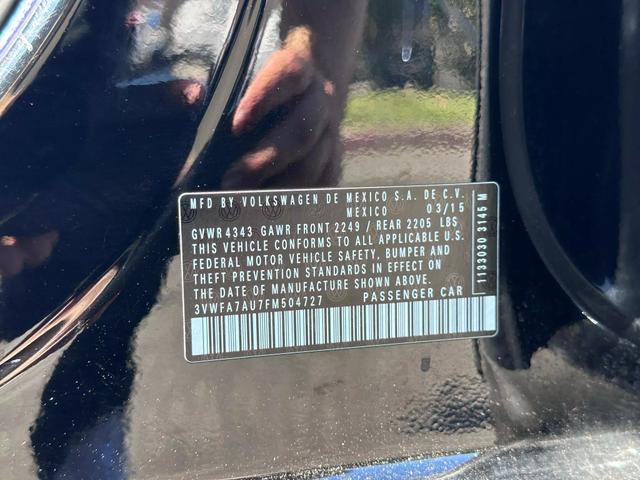 MFD BY VOLKSWAGEN DE MEXICO S.A. DE C.V.
MEXICO 03/15
GVWR 4343 GAWR FRONT 2249 / REAR 2205 LBS
THIS VEHICLE CONFORMS TO ALL APPLICABLE U.S.
FEDERAL MOTOR VEHICLE SAFETY, BUMPER AND
THEFT PREVENTION STANDARDS IN EFFECT ON
THE DATE OF MANUFACTURE SHOWN ABOVE.
3VWFA7AU7FM504727 PASSENGER CAR
1133030 3145 M